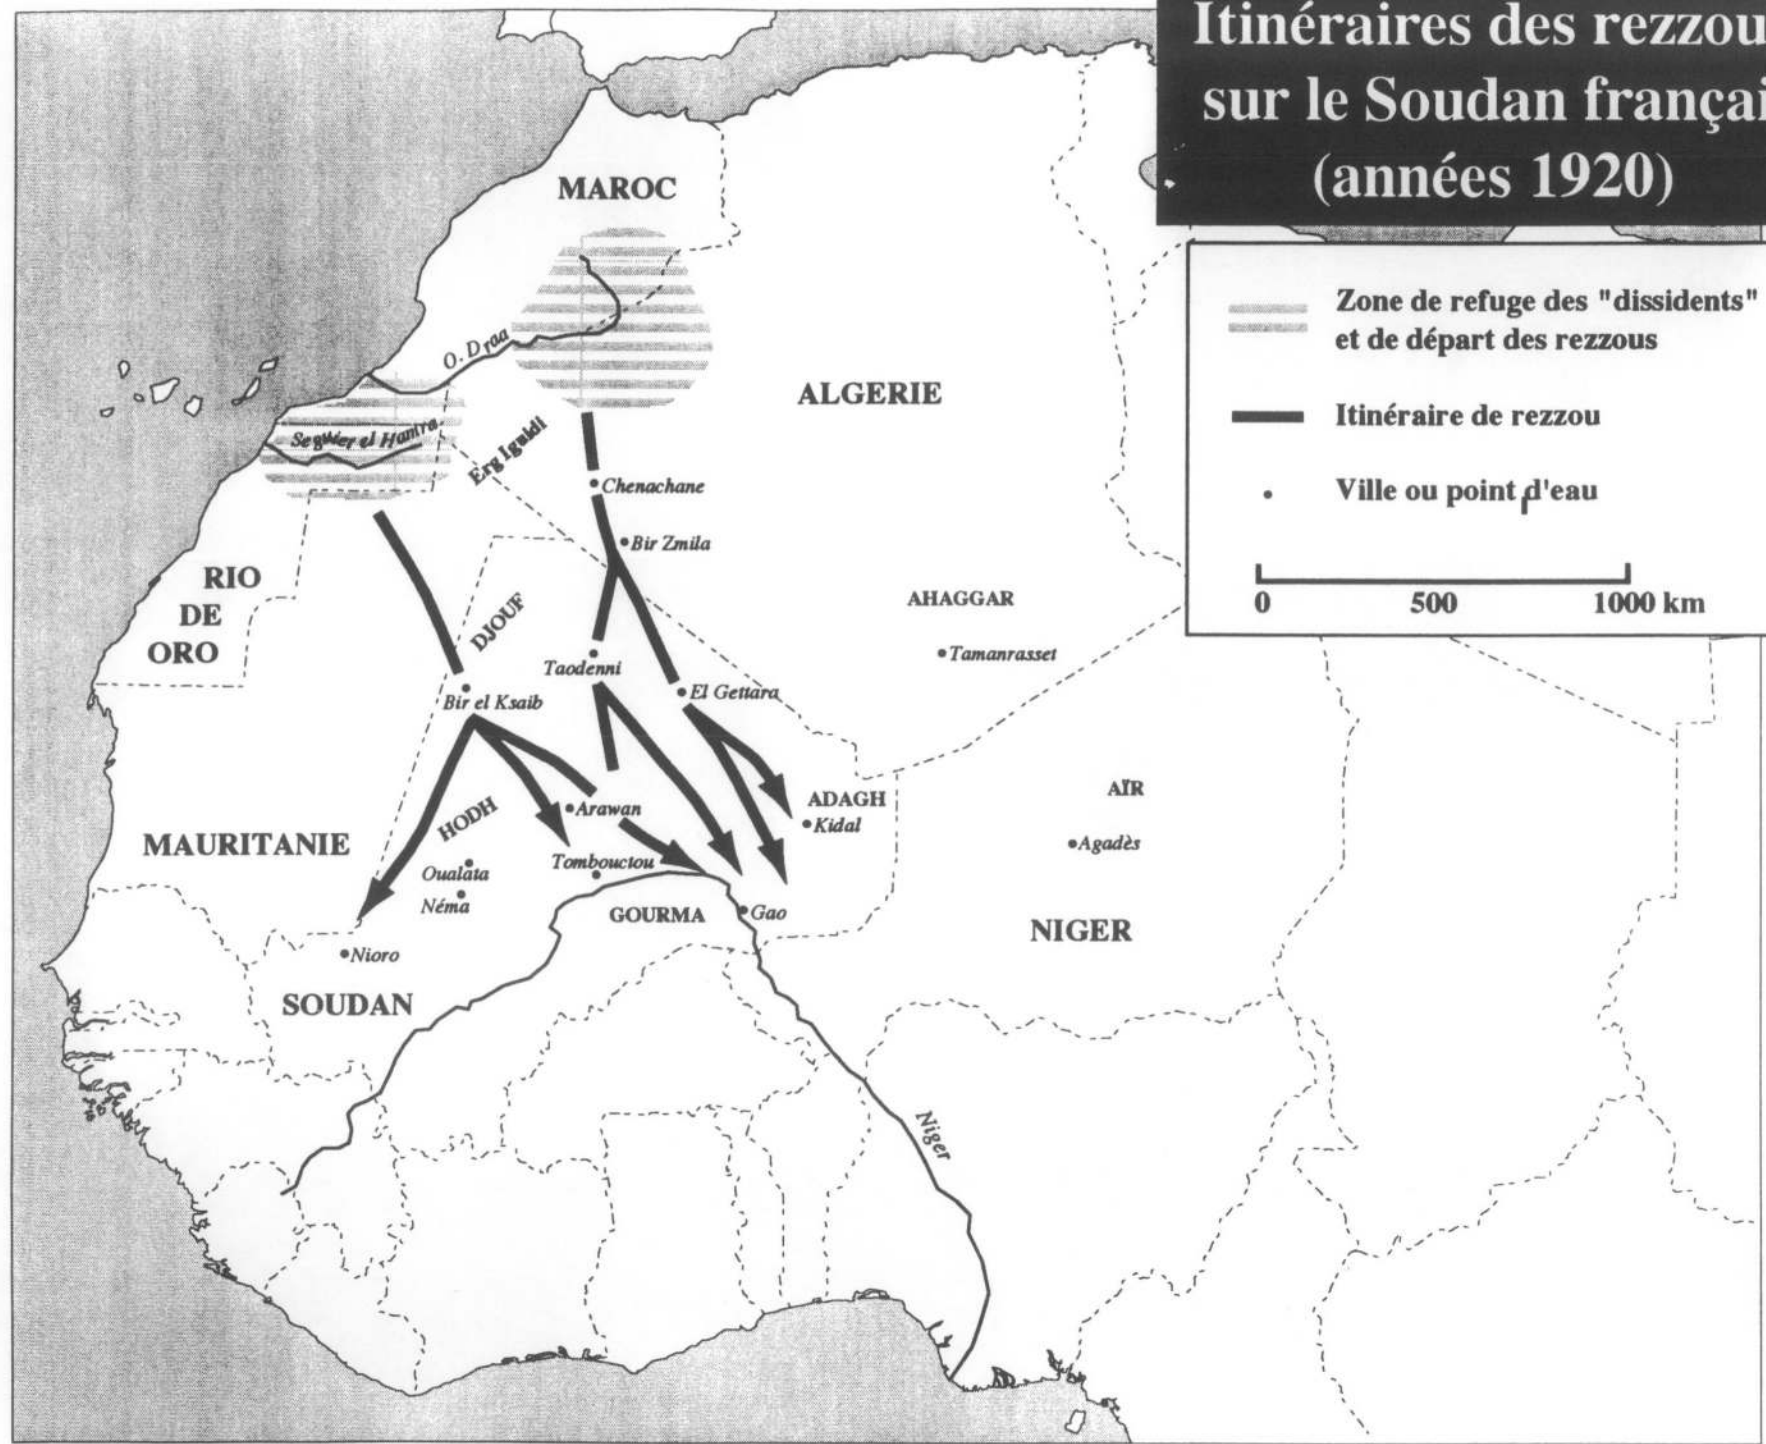 Itinéraires des rezzou
sur le Soudan françai
(années 1920)
Zone de refuge des "dissidents"
et de départ des rezzous
Itinéraire de rezzou
Ville ou point d'eau
0 500 1000 km
MAROC
O. Draa
ALGERIE
Seguier el Hamra
Erg Iguidi
Chenachane
Bir Zmila
RIO
DE
ORO
DJOUF
AHAGGAR
Taodenni
Tamanrasset
El Gettara
Bir el Ksaib
AÏR
ADAGH
HODH
Arawan
Kidal
MAURITANIE
Agadès
Oualata
Tombouctou
Néma
GOURMA
Gao
NIGER
Nioro
SOUDAN
Niger